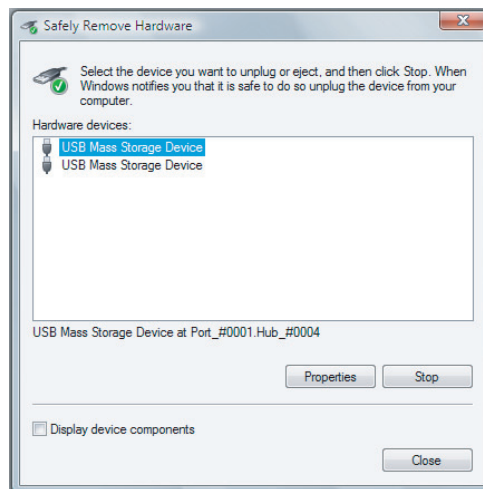 Safely Remove Hardware
Select the device you want to unplug or eject, and then click Stop. When
Windows notifies you that it is safe to do so unplug the device from your
computer.
Hardware devices:
USB Mass Storage Device
USB Mass Storage Device
USB Mass Storage Device at Port_#0001.Hub_#0004
Properties Stop
Display device components
Close